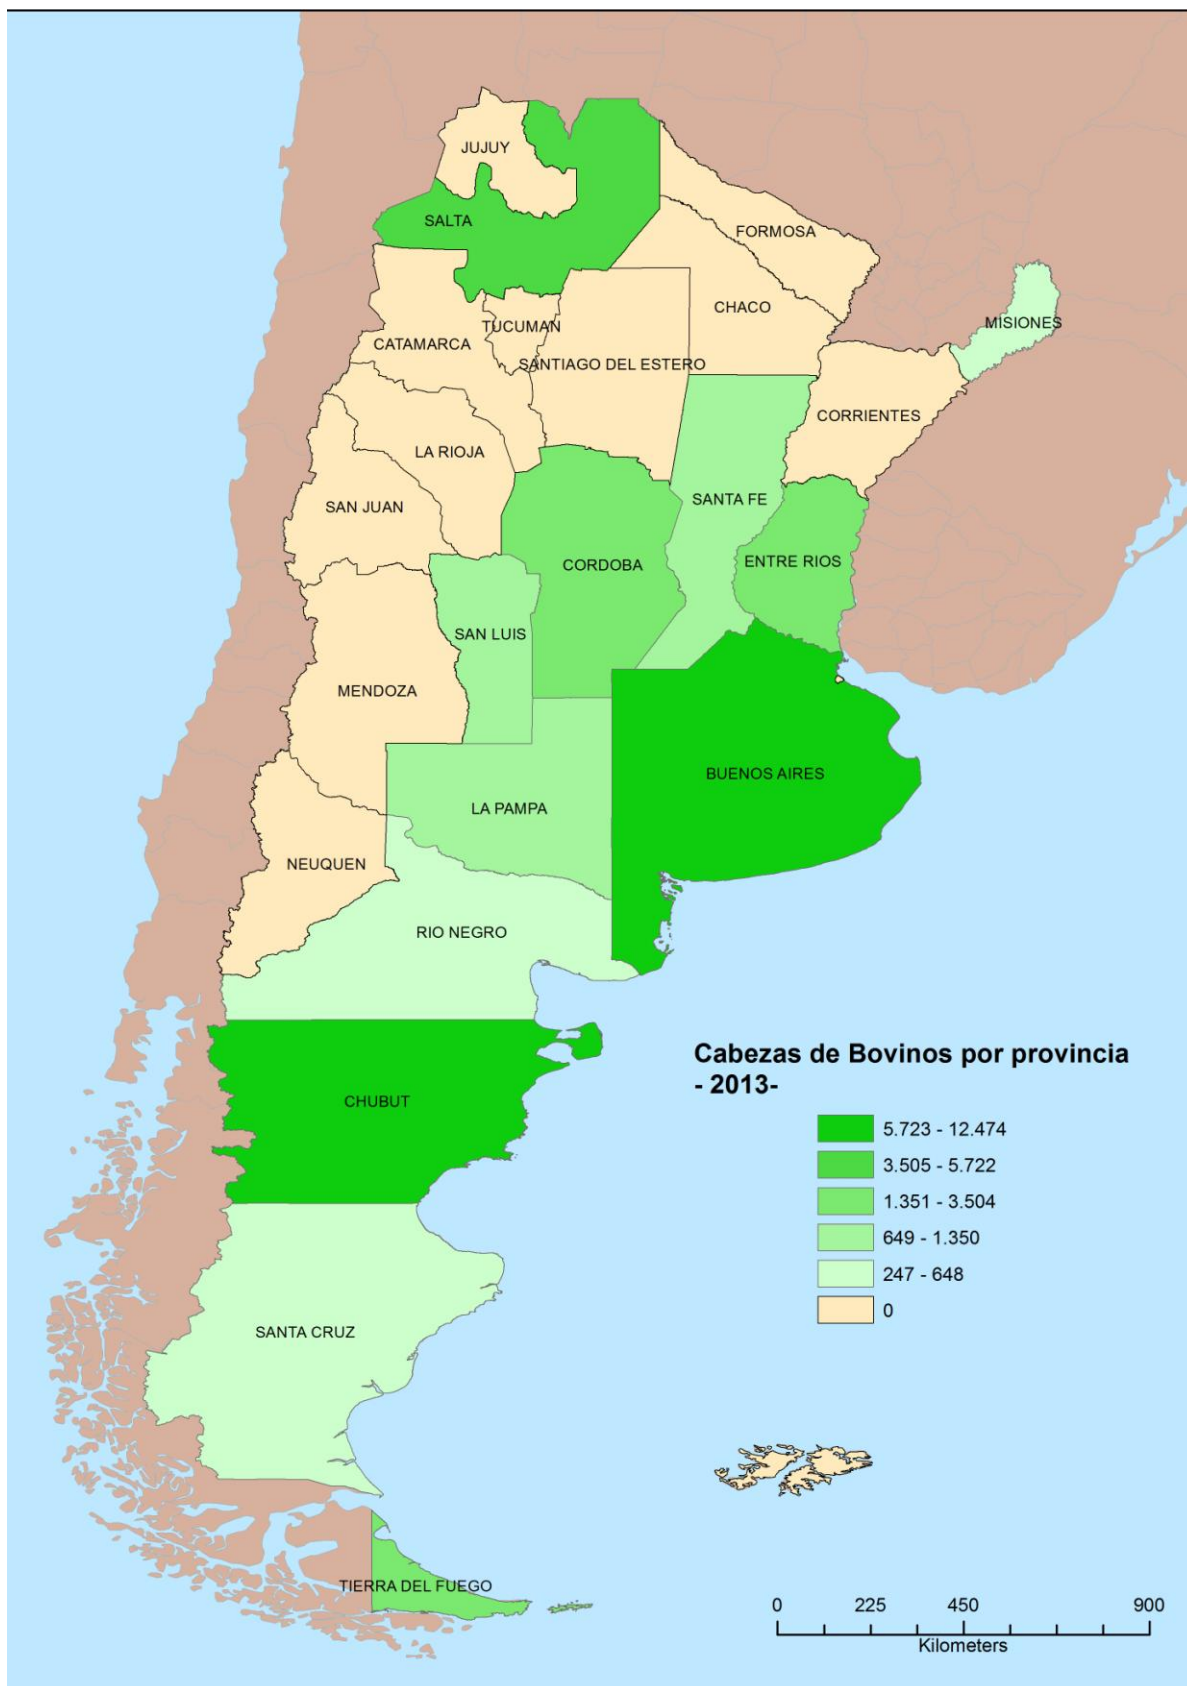 JUJUY
SALTA
FORMOSA
CHACO
MISIONES
TUCUMAN
CATAMARCA
SANTIAGO DEL ESTERO
CORRIENTES
LA RIOJA
SAN JUAN
SANTA FE
CORDOBA
ENTRE RIOS
SAN LUIS
MENDOZA
BUENOS AIRES
LA PAMPA
NEUQUEN
RIO NEGRO
CHUBUT
Cabezas de Bovinos por provincia
- 2013-
5.723 - 12.474
3.505 - 5.722
1.351 - 3.504
649 - 1.350
247 - 648
0
SANTA CRUZ
TIERRA DEL FUEGO
0 225 450 900
Kilometers